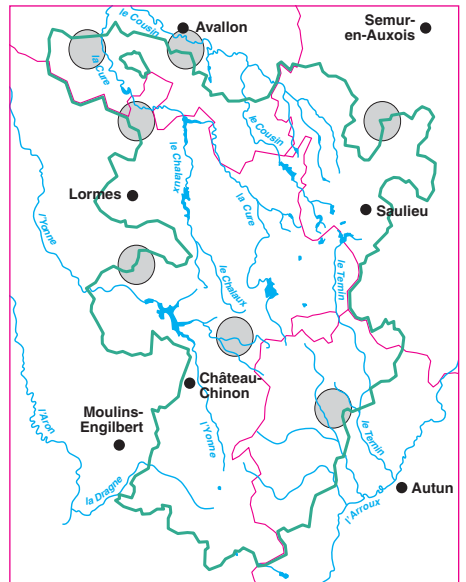 le Cousin
Avallon
Semur-
en-Auxois
la Cure
le Cousin
le Chalaux
Lormes
la Cure
Saulieu
l'Yonne
le Ternin
le Chalaux
Château-
Chinon
l'Aron
Moulins-
Engilbert
l'Yonne
le Ternin
la Dragne
Autun
l'Arroux